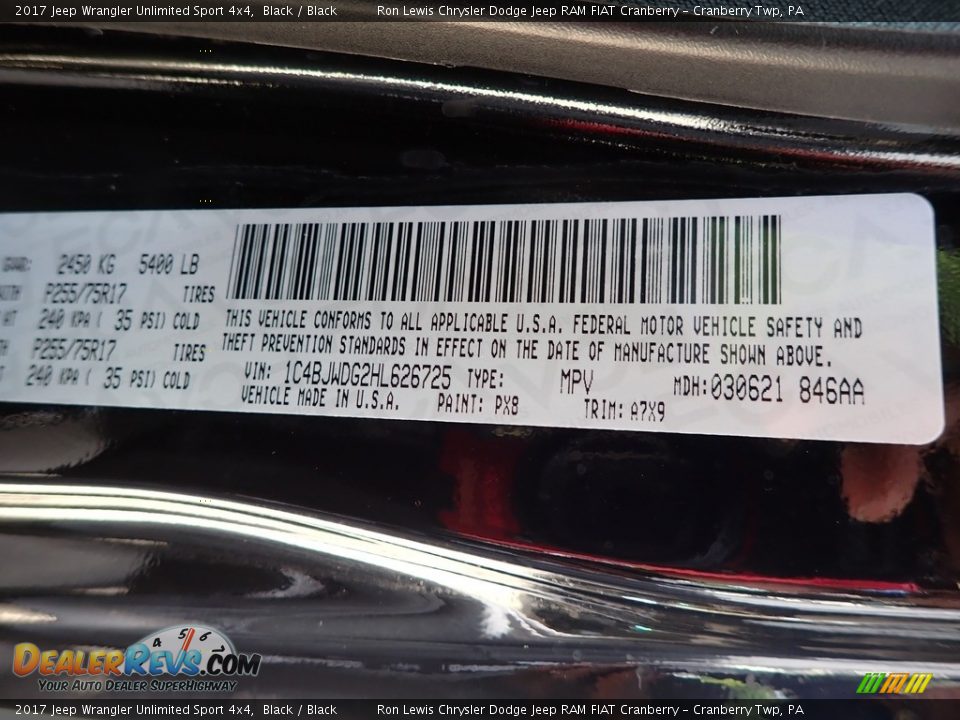 2017 Jeep Wrangler Unlimited Sport 4x4, Black / Black Ron Lewis Chrysler Dodge Jeep RAM FIAT Cranberry - Cranberry Twp, PA
2450 KG 5400 LB
P255/75R17 TIRES
AT 240 KPA ( 35 PSI) COLD
P255/75R17 TIRES
240 KPA ( 35 PSI) COLD
THIS VEHICLE CONFORMS TO ALL APPLICABLE U.S.A. FEDERAL MOTOR VEHICLE SAFETY AND
THEFT PREVENTION STANDARDS IN EFFECT ON THE DATE OF MANUFACTURE SHOWN ABOVE.
VIN: 1C4BJWDG2HL626725 TYPE: MPV MDH:030621 846AA
VEHICLE MADE IN U.S.A. PAINT: PX8 TRIM: A7X9
4 5 6
DealerRevs.com
Your Auto Dealer SuperHighway
2017 Jeep Wrangler Unlimited Sport 4x4, Black / Black Ron Lewis Chrysler Dodge Jeep RAM FIAT Cranberry - Cranberry Twp, PA